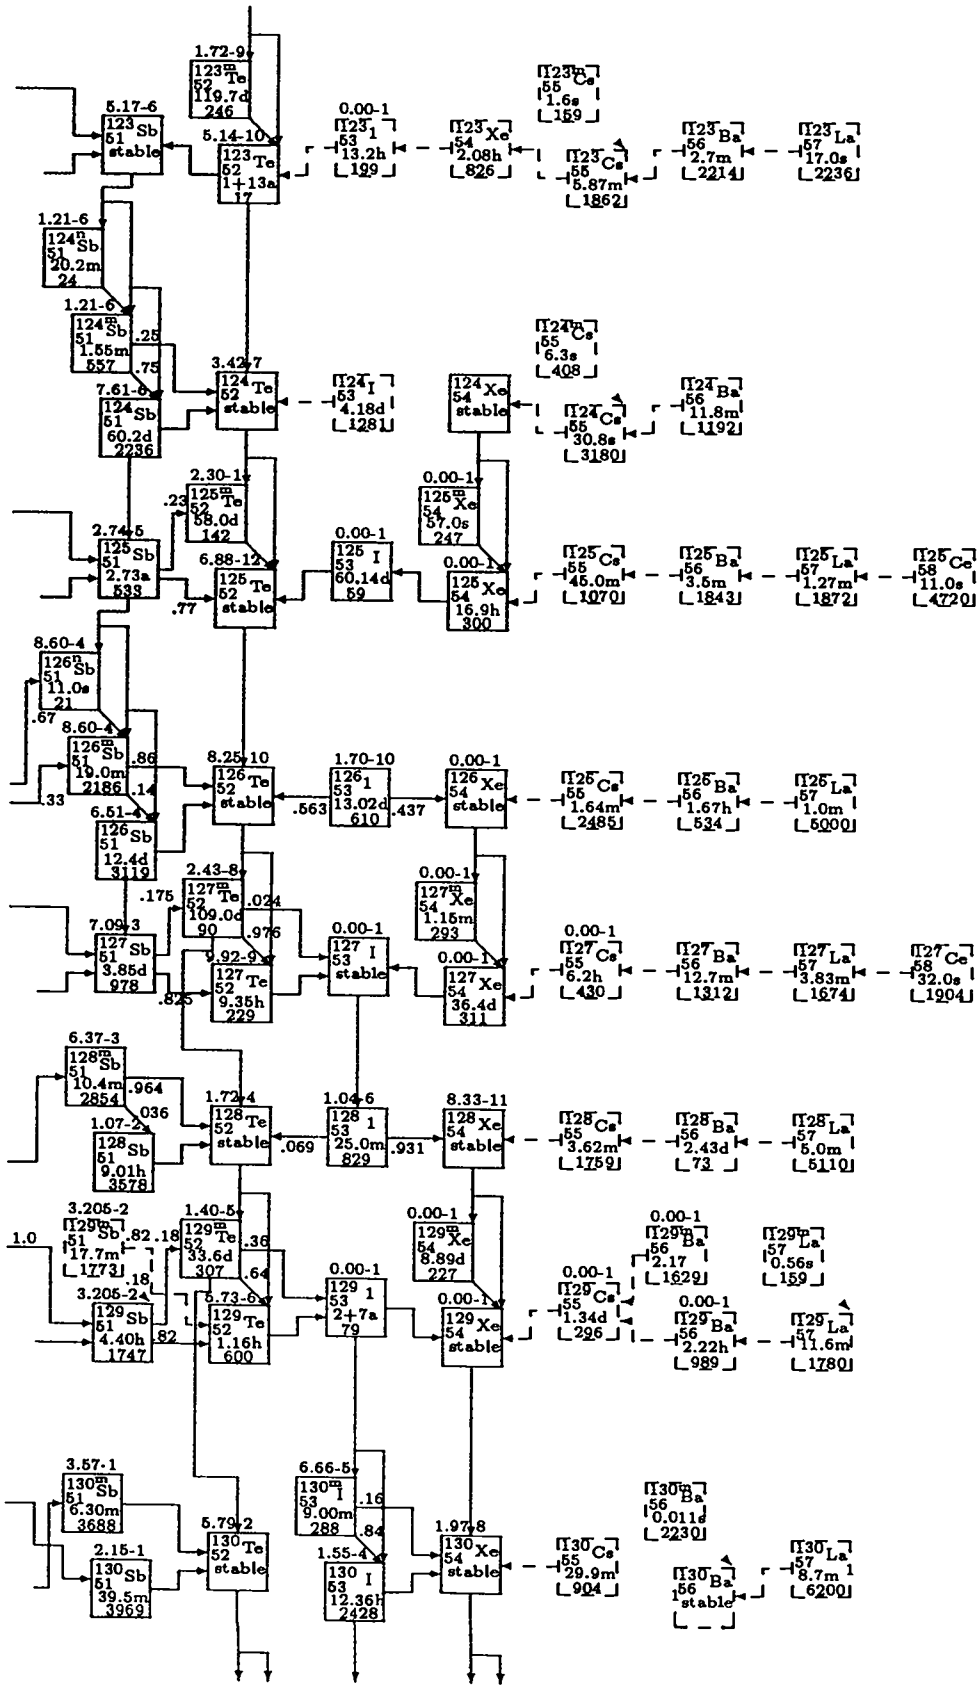 1.72-9
123 m Te
52
119.7d
246
5.17-6
123 Sb
51
stable
5.14-10
123 Te
52
1+13a
17
0.00-1
123 1
53
13.2h
199
123 Xe
54
2.08h
826
123 m Cs
55
1.6s
159
123 Cs
55
5.87m
1862
123 Ba
56
2.7m
2214
123 La
57
17.0s
2236
1.21-6
124 n Sb
51
20.2m
24
1.21-6
124 m Sb
51
1.55m
557
.25
.75
7.61-6
124 Sb
51
60.2d
2236
3.42-7
124 Te
52
stable
124 I
53
4.18d
1281
124 Xe
54
stable
124 m Cs
55
6.3s
408
124 Cs
55
30.8s
3180
124 Ba
56
11.8m
1192
2.74-5
125 Sb
51
2.73a
533
.23
.77
2.30-1
125 m Te
52
58.0d
142
6.88-12
125 Te
52
stable
0.00-1
125 I
53
60.14d
59
0.00-1
125 m Xe
54
57.0s
247
0.00-1
125 Xe
54
16.9h
300
125 Cs
55
45.0m
1070
125 Ba
56
3.5m
1843
125 La
57
1.27m
1872
125 Ce
58
11.0s
4720
8.60-4
126 n Sb
51
11.0s
21
.67
8.60-4
126 m Sb
51
19.0m
2186
.33
.86
.14
6.51-4
126 Sb
51
12.4d
3119
8.25-10
126 Te
52
stable
1.70-10
126 1
53
13.02d
610
.563
.437
0.00-1
126 Xe
54
stable
126 Cs
55
1.64m
2485
126 Ba
56
1.67h
534
126 La
57
1.0m
5000
7.09-3
127 Sb
51
3.85d
978
.175
.825
2.43-8
127 m Te
52
109.0d
90
.024
.976
9.92-9
127 Te
52
9.35h
229
0.00-1
127 I
53
stable
0.00-1
127 m Xe
54
1.15m
293
0.00-1
127 Xe
54
36.4d
311
0.00-1
127 Cs
55
6.2h
430
127 Ba
56
12.7m
1312
127 La
57
3.83m
1674
127 Ce
58
32.0s
1904
6.37-3
128 m Sb
51
10.4m
2854
.964
.036
1.07-2
128 Sb
51
9.01h
3578
1.72-4
128 Te
52
stable
1.04-6
128 1
53
25.0m
829
.069
.931
8.33-11
128 Xe
54
stable
128 Cs
55
3.62m
1759
128 Ba
56
2.43d
73
128 La
57
5.0m
5110
1.0
3.205-2
129 m Sb
51
17.7m
1773
.82
.18
.18
3.205-2
129 Sb
51
4.40h
1747
.82
1.40-5
129 m Te
52
33.6d
307
.36
.64
5.73-6
129 Te
52
1.16h
600
0.00-1
129 1
53
2+7a
79
0.00-1
129 m Xe
54
8.89d
227
0.00-1
129 Xe
54
stable
0.00-1
129 Cs
55
1.34d
296
0.00-1
129 m Ba
56
2.17
1629
0.00-1
129 Ba
56
2.22h
989
129 m La
57
0.56s
159
129 La
57
11.6m
1780
3.57-1
130 m Sb
51
6.30m
3688
2.15-1
130 Sb
51
39.5m
3969
5.79-2
130 Te
52
stable
6.66-5
130 m I
53
9.00m
288
.16
.84
1.55-4
130 I
53
12.36h
2428
1.97-8
130 Xe
54
stable
130 Cs
55
29.9m
904
130 m Ba
56
0.011s
2230
130 Ba
56
1 stable
130 La
57
8.7m 1
6200